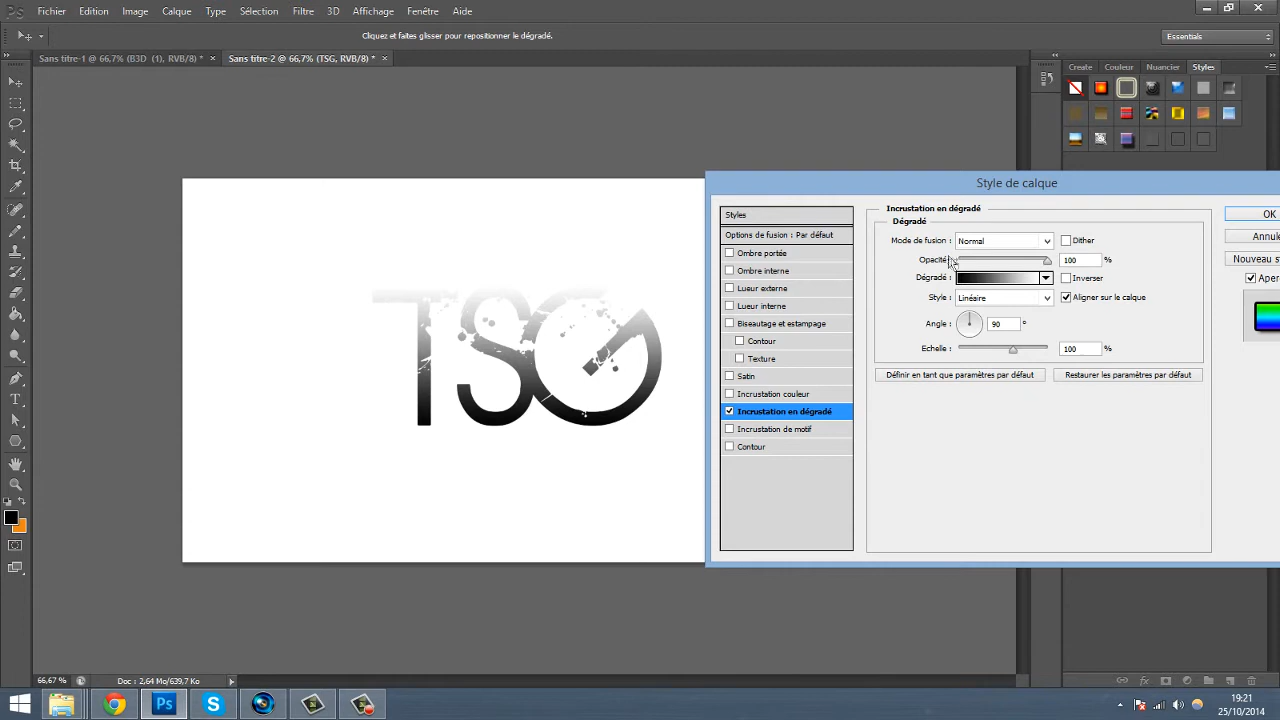 Ps Fichier Edition Image Calque Type Sélection Filtre 3D Affichage Fenêtre Aide
Cliquez et faites glisser pour repositionner le dégradé.
Essentials
Sans titre-1 @ 66,7% (B3D (1), RVB/8) * ×
Sans titre-2 @ 66,7% (TSG, RVB/8) * ×
Create Couleur Nuancier Styles
TSG
Style de calque
Styles
Options de fusion : Par défaut
Ombre portée
Ombre interne
Lueur externe
Lueur interne
Biseautage et estampage
Contour
Texture
Satin
Incrustation couleur
Incrustation en dégradé
Incrustation de motif
Contour
Incrustation en dégradé
Dégradé
Mode de fusion : Normal Dither
Opacité 100 %
Dégradé : Inverser
Style : Linéaire Aligner sur le calque
Angle : 90 °
Echelle : 100 %
Définir en tant que paramètres par défaut Restaurer les paramètres par défaut
OK
Annule
Nouveau st
Aper
66,67 % Doc : 2,64 Mo/639,7 Ko
Ps
19:21
25/10/2014